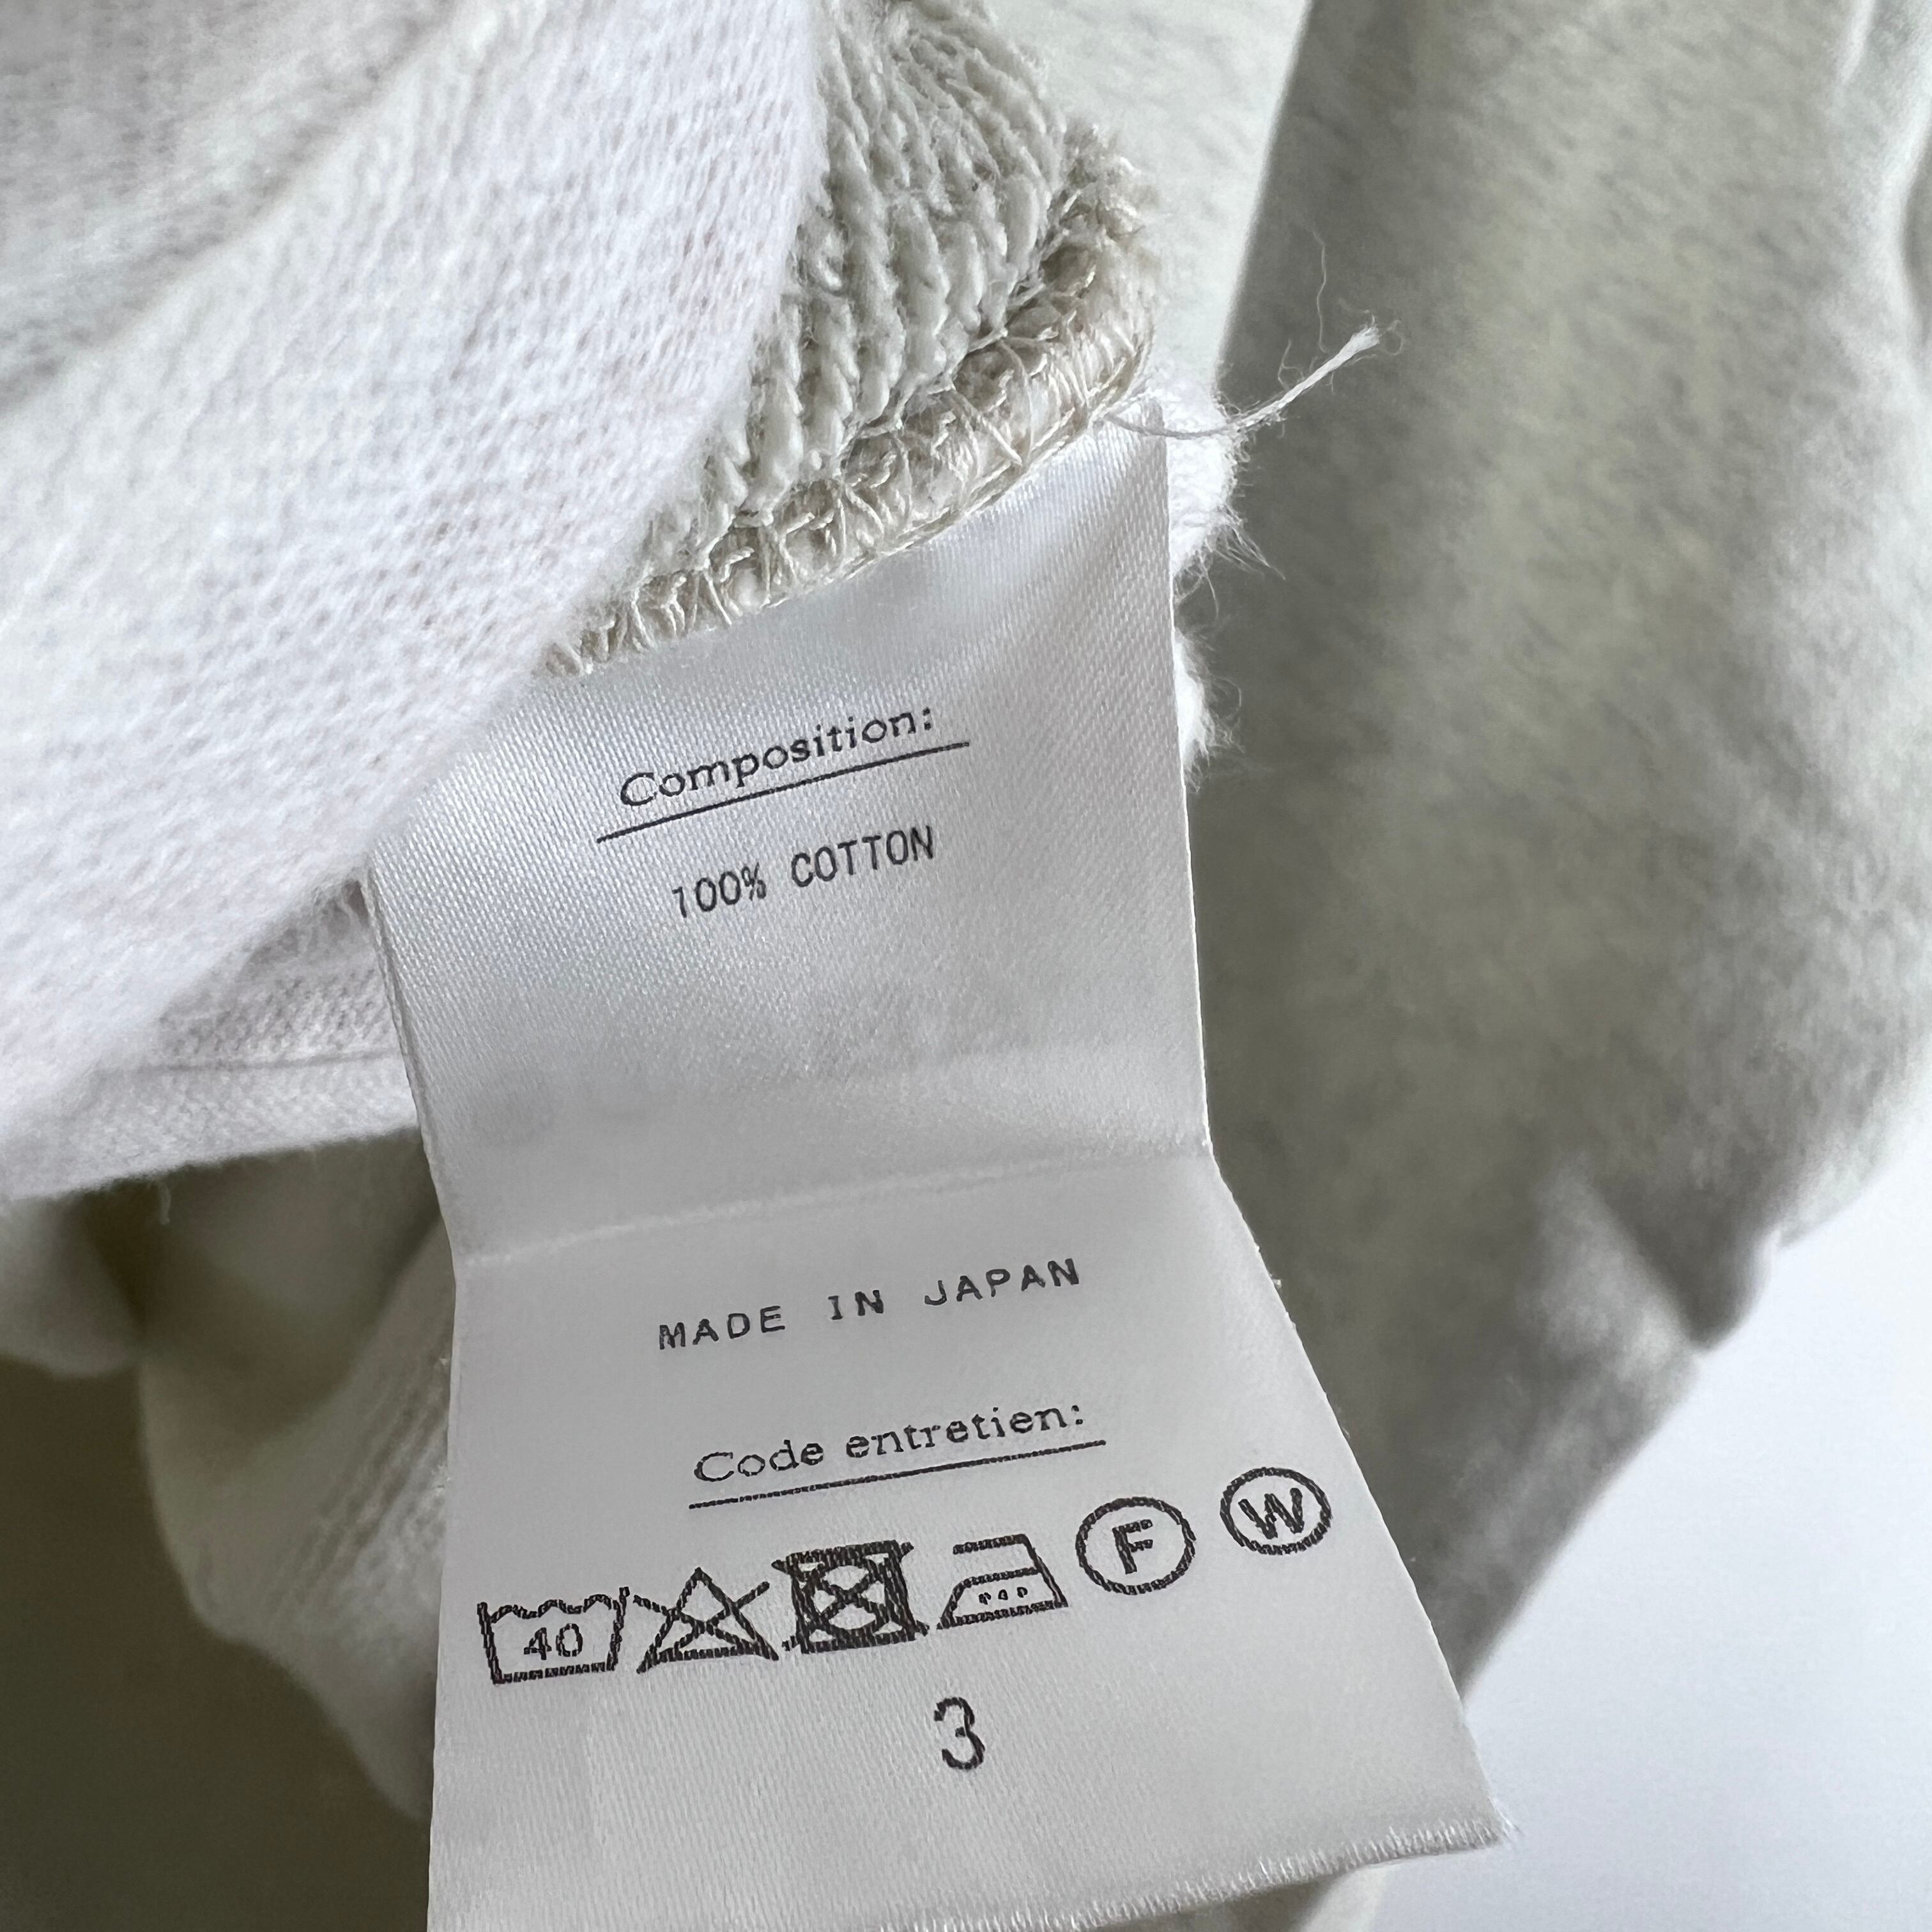 Composition:
100% COTTON
MADE IN JAPAN
Code entretien:
40 F W
3